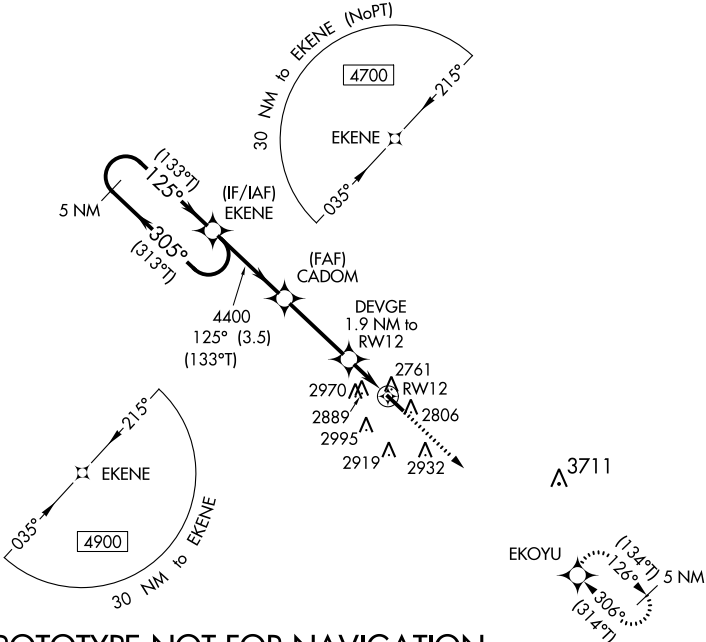 30 NM to EKENE (NoPT)
4700
215°
EKENE
035°
(133°T)
125°
5 NM
305°
(313°T)
(IF/IAF)
EKENE
(FAF)
CADOM
4400
125° (3.5)
(133°T)
DEVGE
1.9 NM to
RW12
2761
RW12
2970
2889
2806
2995
2919
2932
3711
215°
EKENE
035°
4900
30 NM to EKENE
EKOYU
(134°T)
126°
5 NM
306°
(314°T)
PROTOTYPE-NOT FOR NAVIGATION